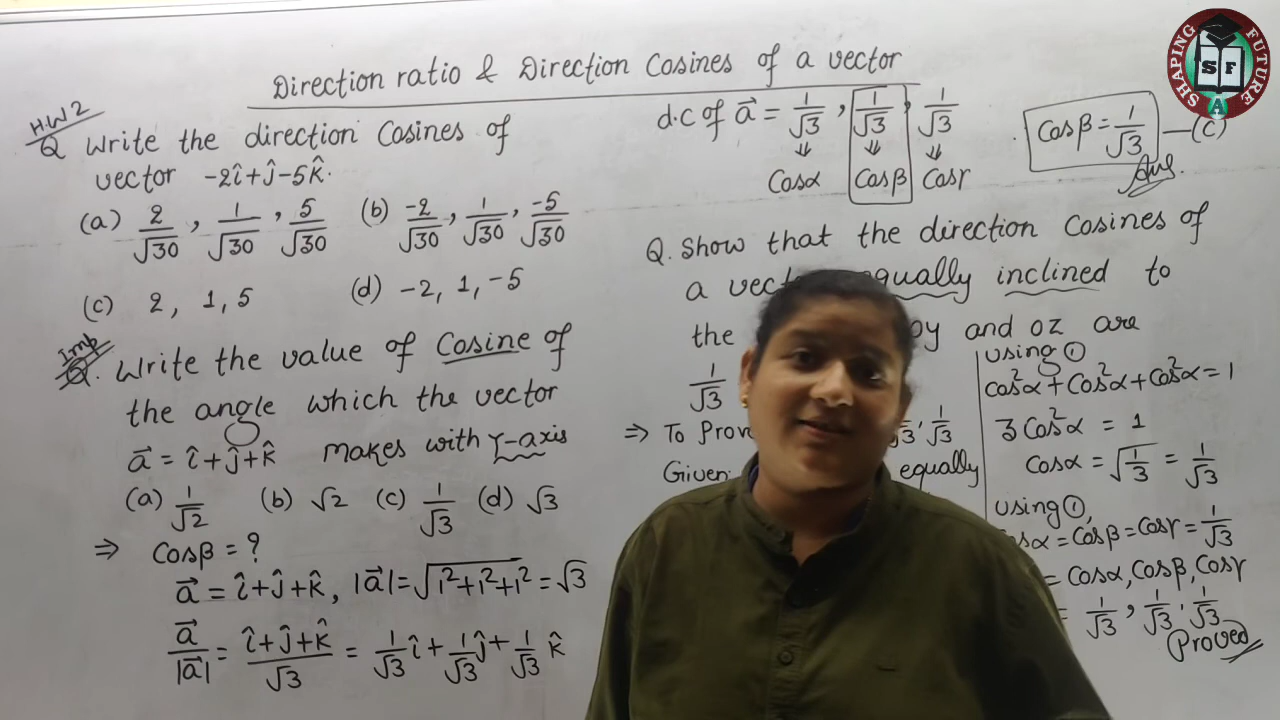 Direction ratio & Direction Cosines of a vector
H.W 2
Q Write the direction Cosines of
vector -2î+ĵ-5k̂.
(a) 2/√30, 1/√30, 5/√30 (b) -2/√30, 1/√30, -5/√30
(c) 2, 1, 5 (d) -2, 1, -5
Imp
Q. Write the value of Cosine of
the angle which the vector
a⃗ = î+ĵ+k̂ makes with Y-axis
(a) 1/√2 (b) √2 (c) 1/√3 (d) √3
⇒ Cosβ = ?
a⃗ = î+ĵ+k̂, |a⃗|=√1²+1²+1² = √3
a⃗/|a⃗| = î+ĵ+k̂/√3 = 1/√3 î + 1/√3 ĵ + 1/√3 k̂
d.c of a⃗ = 1/√3, 1/√3, 1/√3
⇓ ⇓ ⇓
Cosα Cosβ Cosγ
Cosβ = 1/√3 —(C)
Ans.
Q. Show that the direction Cosines of
a equally inclined to
the and OZ are
1/√3
⇒ To 1/√3
Given: equally
using ①
Cos²α + Cos²α + Cos²α = 1
3 Cos²α = 1
Cosα = √1/3 = 1/√3
using ①,
= Cosβ = Cosγ = 1/√3
= Cosα, Cosβ, Cosγ
= 1/√3, 1/√3, 1/√3
Proved
SHAPING FUTURE
S F
A